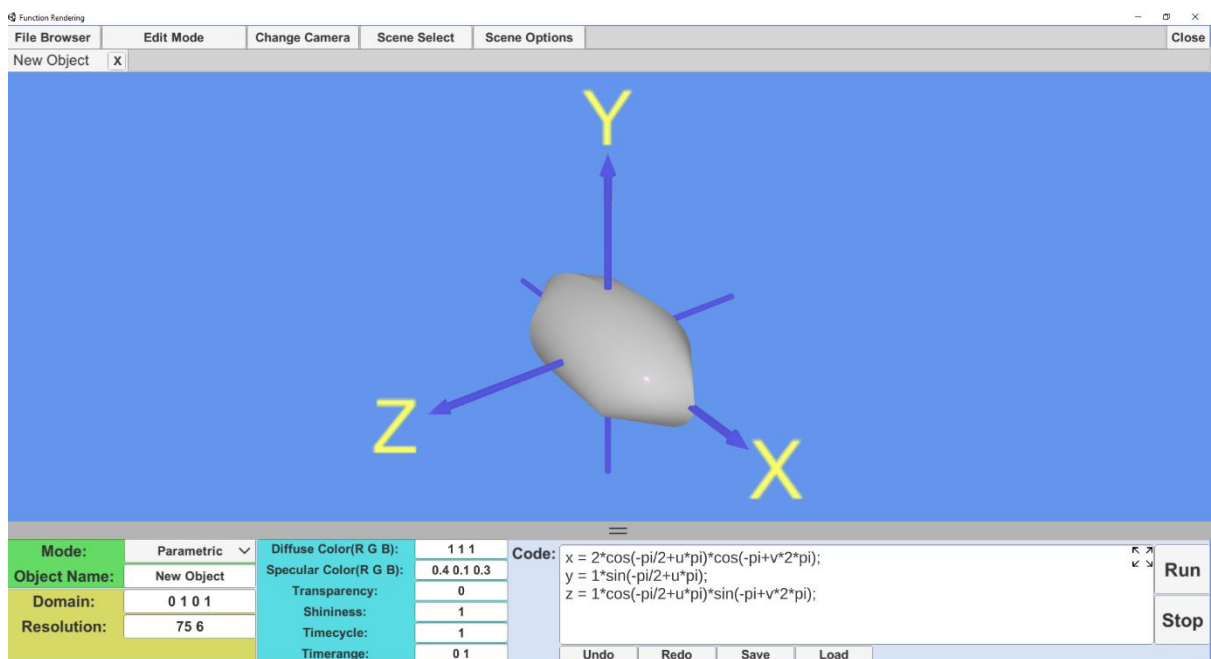 Function Rendering
File Browser Edit Mode Change Camera Scene Select Scene Options Close
New Object X
Y
Z
X
Mode: Parametric
Object Name: New Object
Domain: 0 1 0 1
Resolution: 75 6
Diffuse Color(R G B): 1 1 1
Specular Color(R G B): 0.4 0.1 0.3
Transparency: 0
Shininess: 1
Timecycle: 1
Timerange: 0 1
Code:
x = 2*cos(-pi/2+u*pi)*cos(-pi+v*2*pi);
y = 1*sin(-pi/2+u*pi);
z = 1*cos(-pi/2+u*pi)*sin(-pi+v*2*pi);
Run
Stop
Undo Redo Save Load